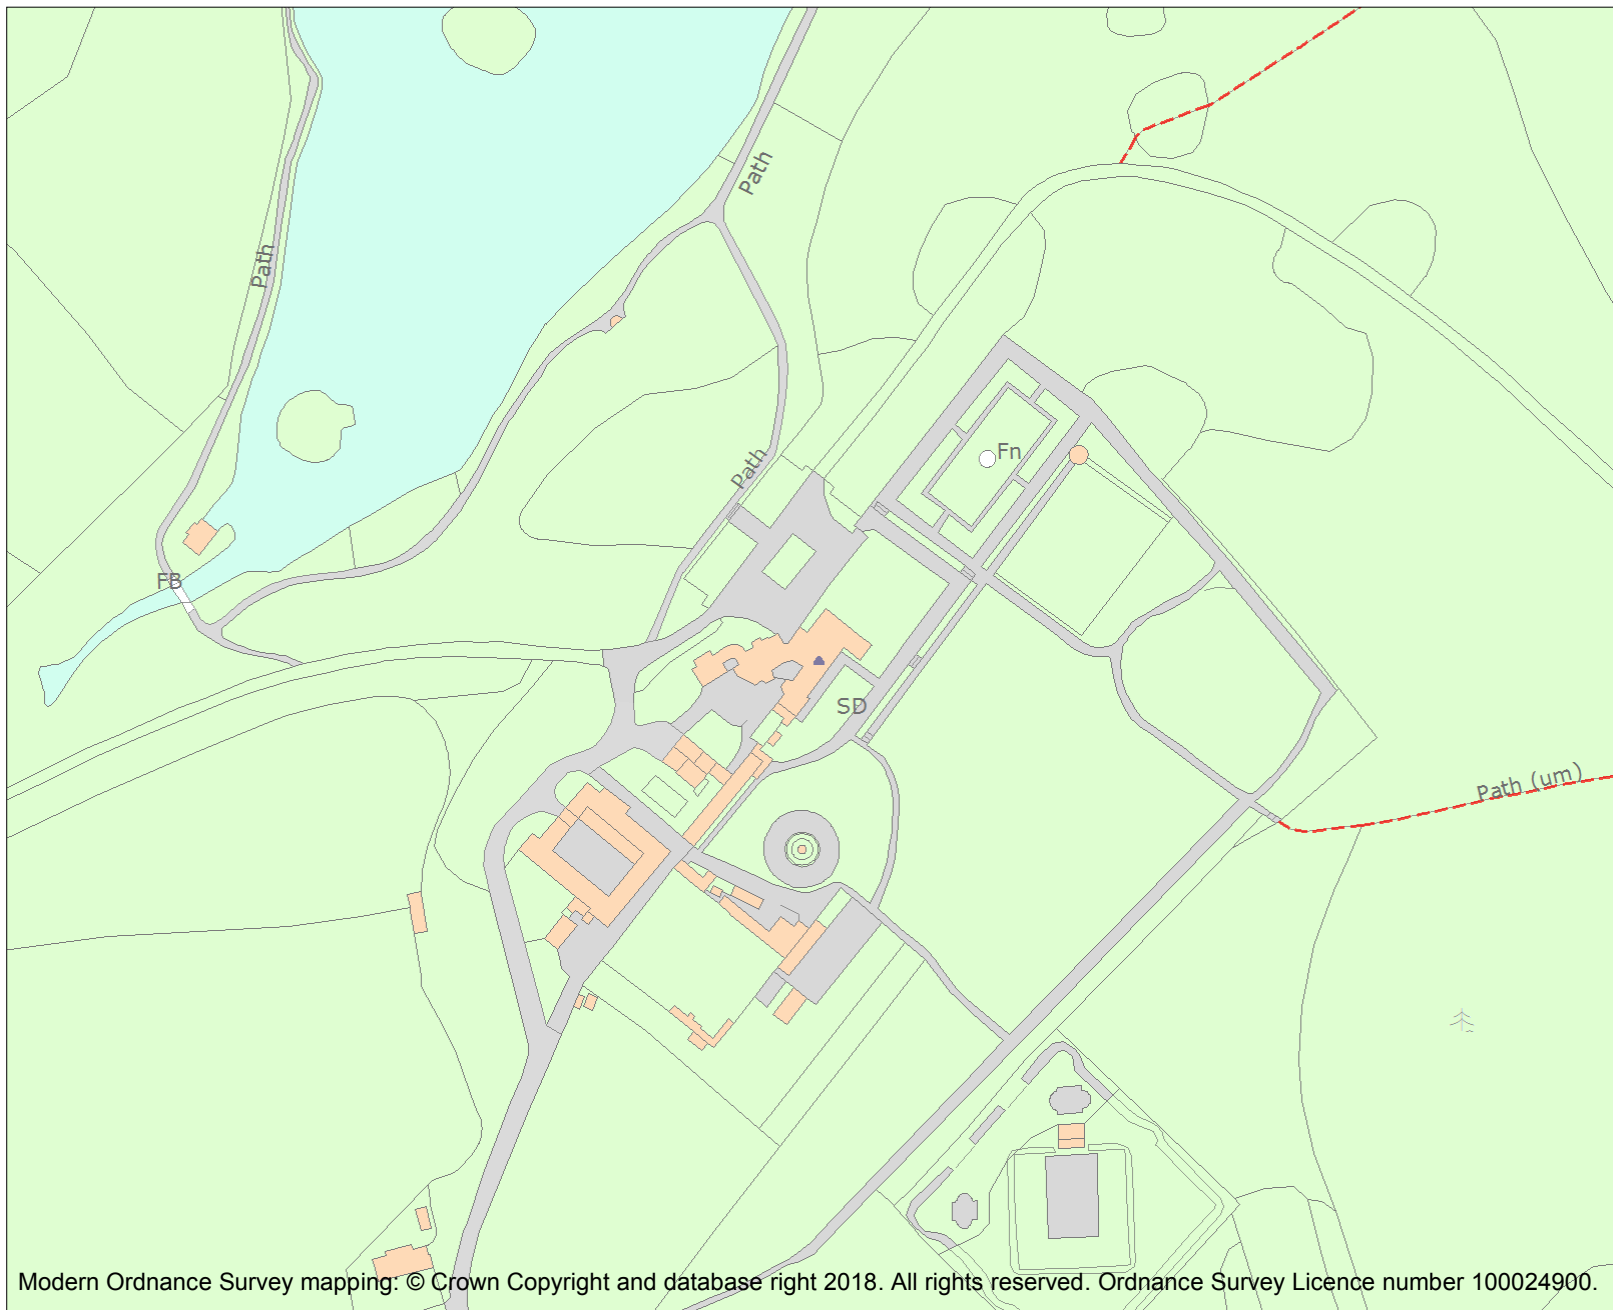 Path
Path
Path
Fn
FB
SD
Path (um)
Modern Ordnance Survey mapping: © Crown Copyright and database right 2018. All rights reserved. Ordnance Survey Licence number 100024900.